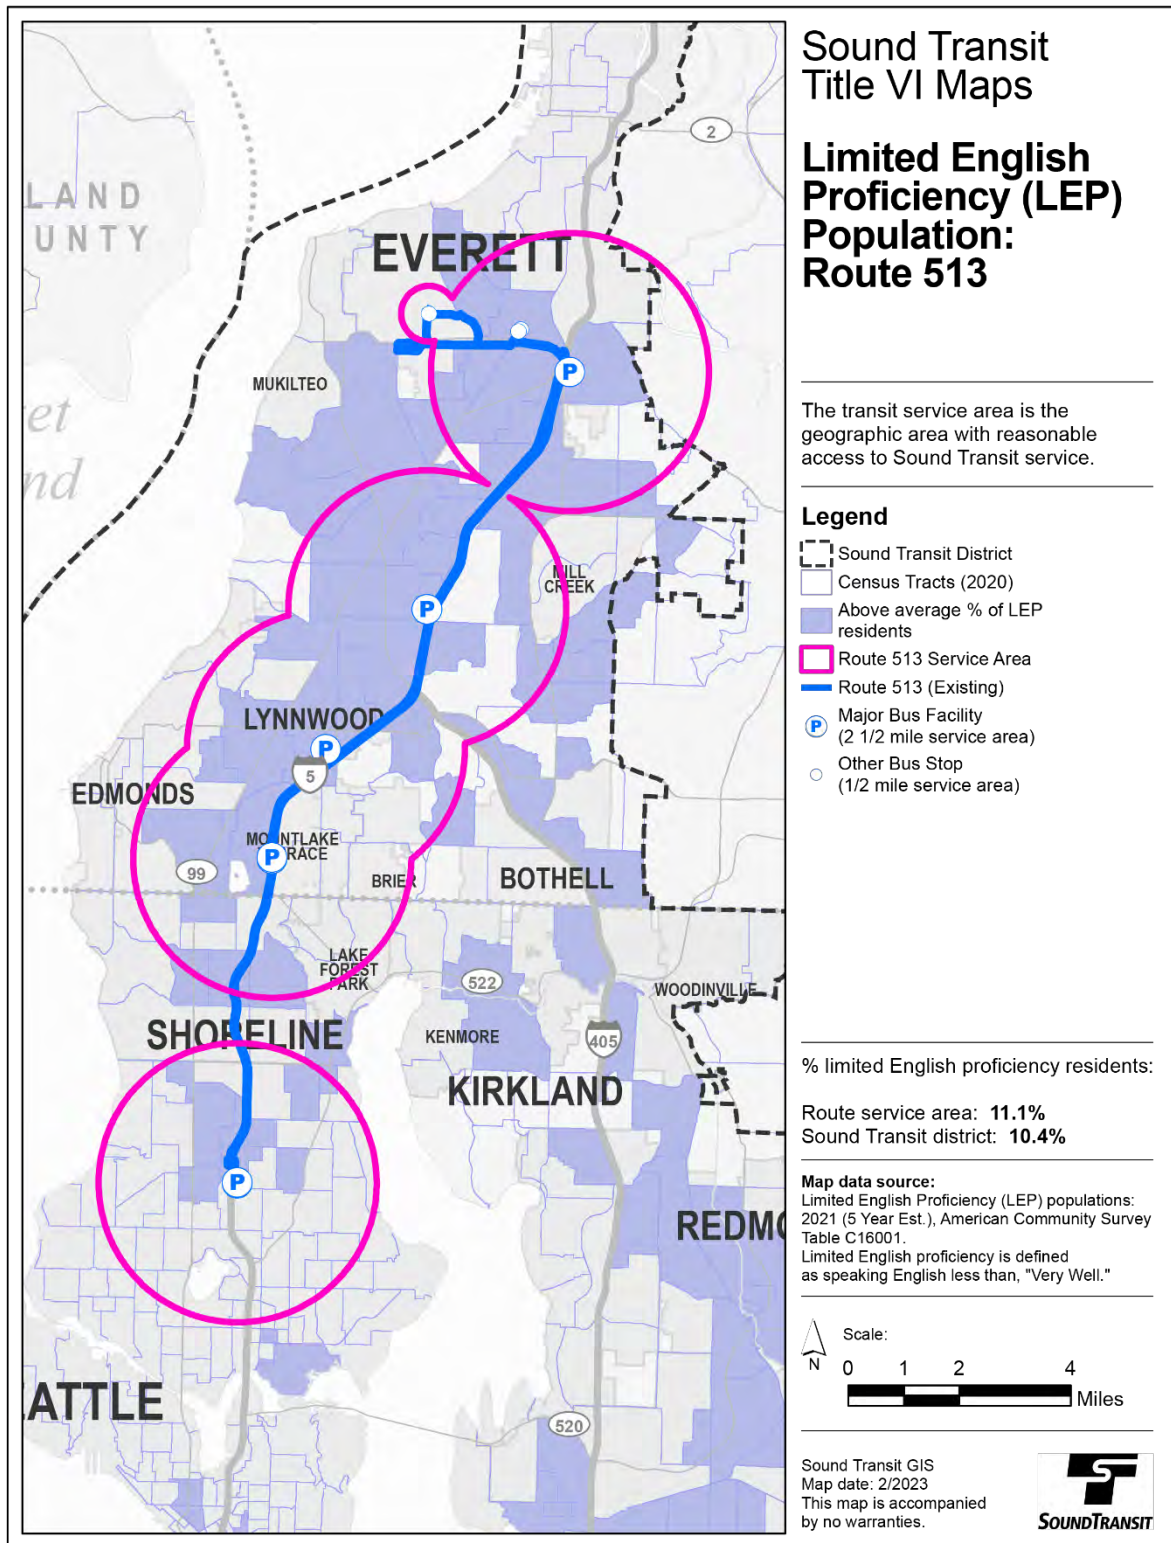 Sound Transit
Title VI Maps
Limited English
Proficiency (LEP)
Population:
Route 513
The transit service area is the
geographic area with reasonable
access to Sound Transit service.
Legend
Sound Transit District
Census Tracts (2020)
Above average % of LEP
residents
Route 513 Service Area
Route 513 (Existing)
P
Major Bus Facility
(2 1/2 mile service area)
Other Bus Stop
(1/2 mile service area)
% limited English proficiency residents:
Route service area: 11.1%
Sound Transit district: 10.4%
Map data source:
Limited English Proficiency (LEP) populations:
2021 (5 Year Est.), American Community Survey
Table C16001.
Limited English proficiency is defined
as speaking English less than, "Very Well."
N
Scale:
0 1 2 4
Miles
Sound Transit GIS
Map date: 2/2023
This map is accompanied
by no warranties.
SOUNDTRANSIT
2
LAND
OUNTY
EVERETT
P
MUKILTEO
et
nd
MILL
CREEK
P
LYNNWOOD
P
5
EDMONDS
MOUNTLAKE
TERRACE
P
99
BRIER
BOTHELL
LAKE
FOREST
PARK
522
WOODINVILLE
SHORELINE
KENMORE
405
KIRKLAND
P
REDMO
EATTLE
520